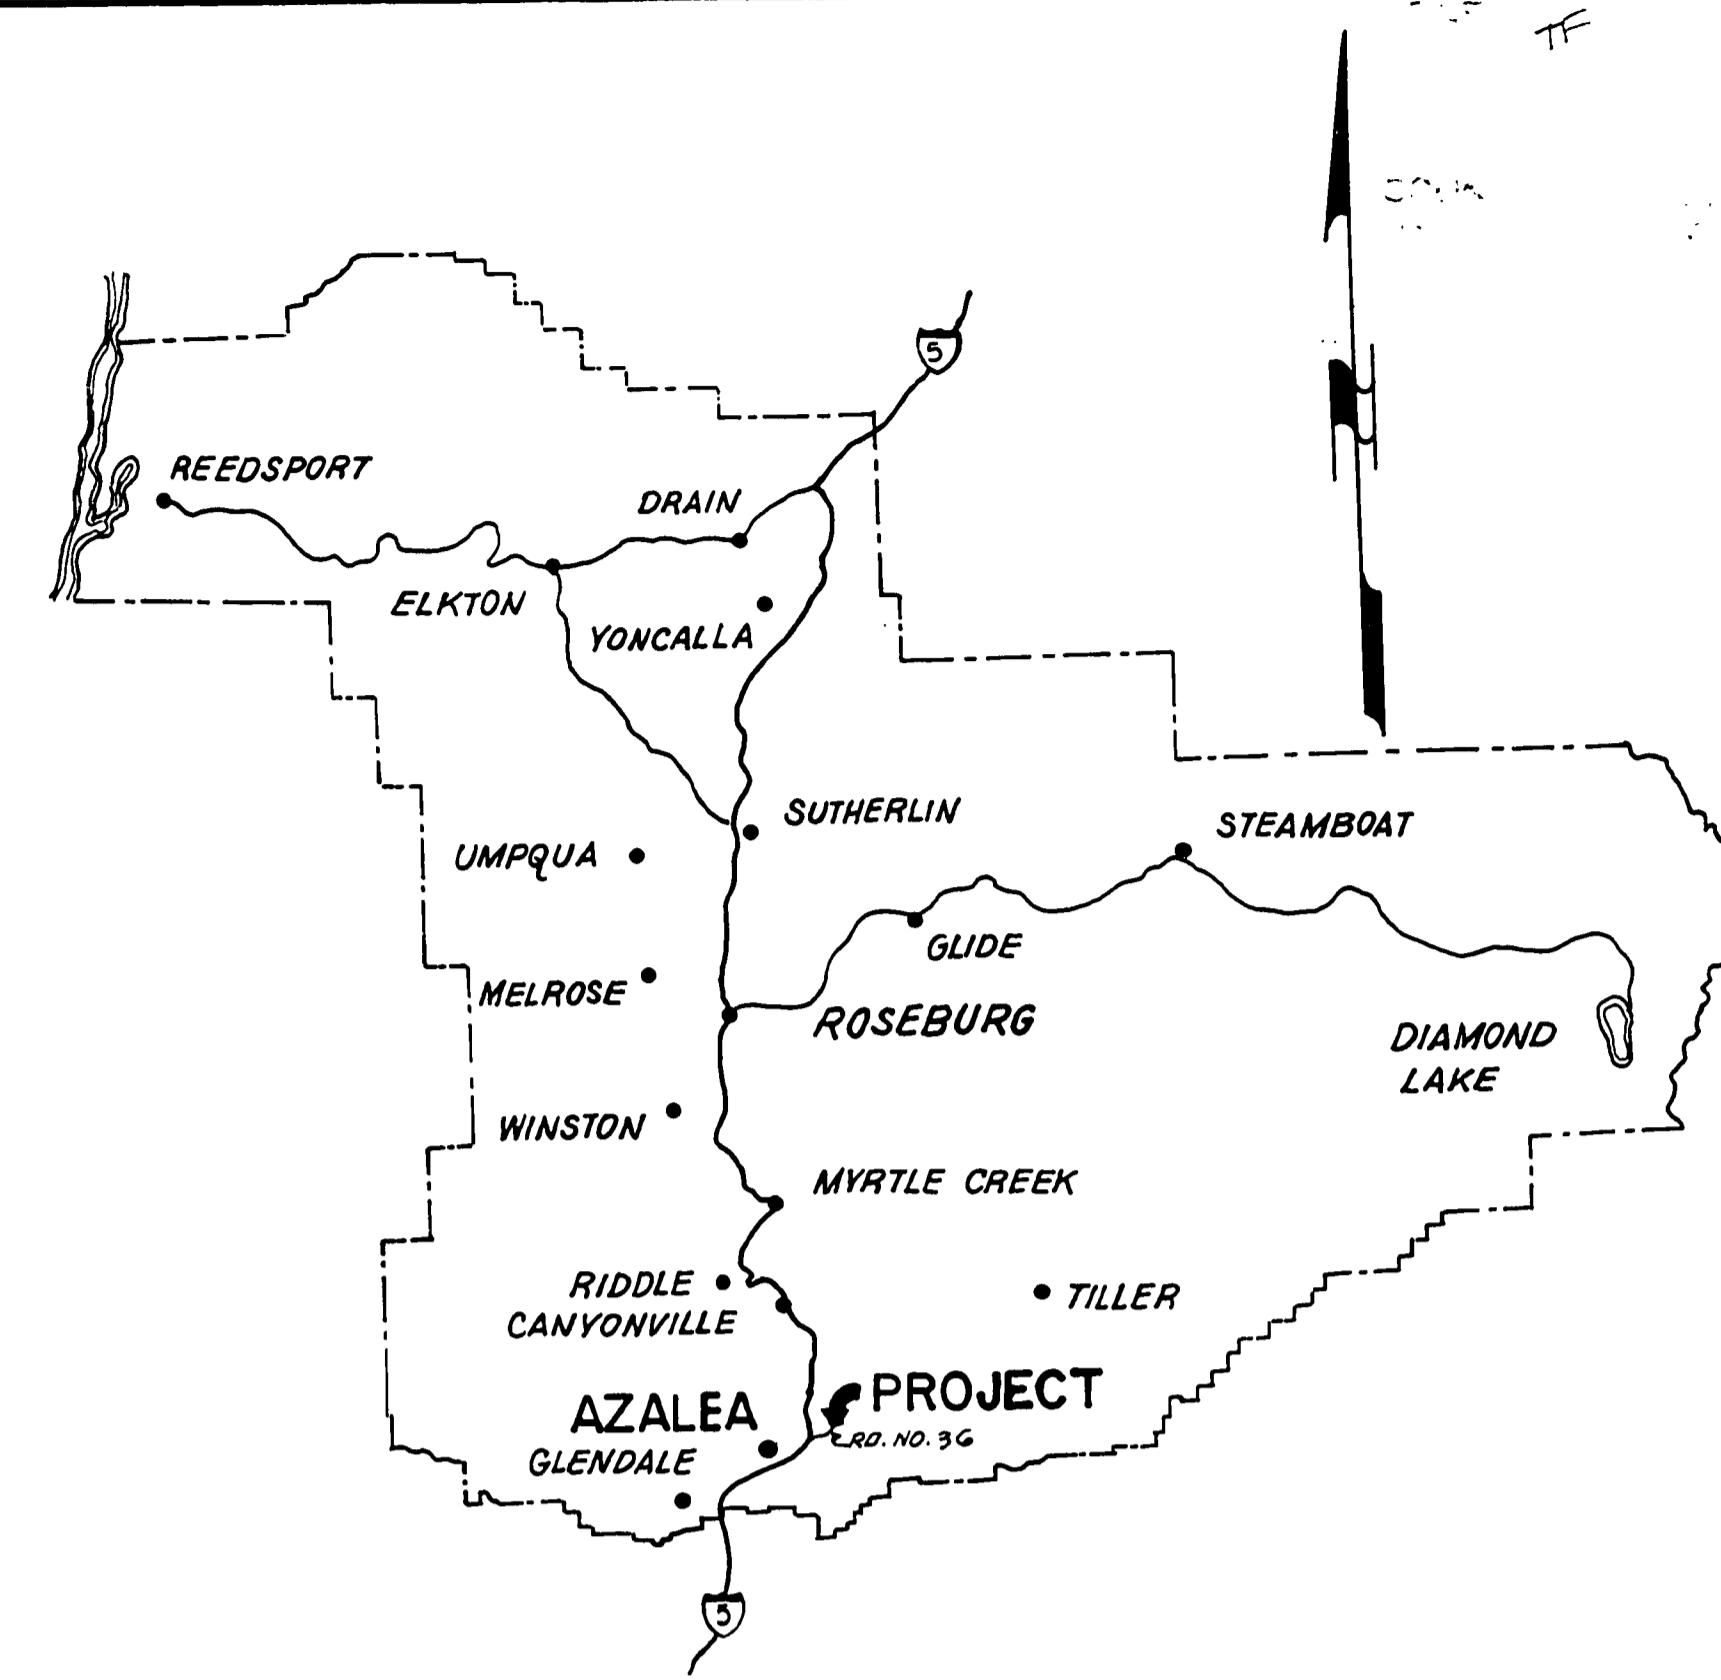 TF
5
REEDSPORT
DRAIN
ELKTON
YONCALLA
SUTHERLIN
STEAMBOAT
UMPQUA
GLIDE
MELROSE
ROSEBURG
DIAMOND
LAKE
WINSTON
MYRTLE CREEK
RIDDLE
TILLER
CANYONVILLE
PROJECT
AZALEA
RD. NO. 36
GLENDALE
5